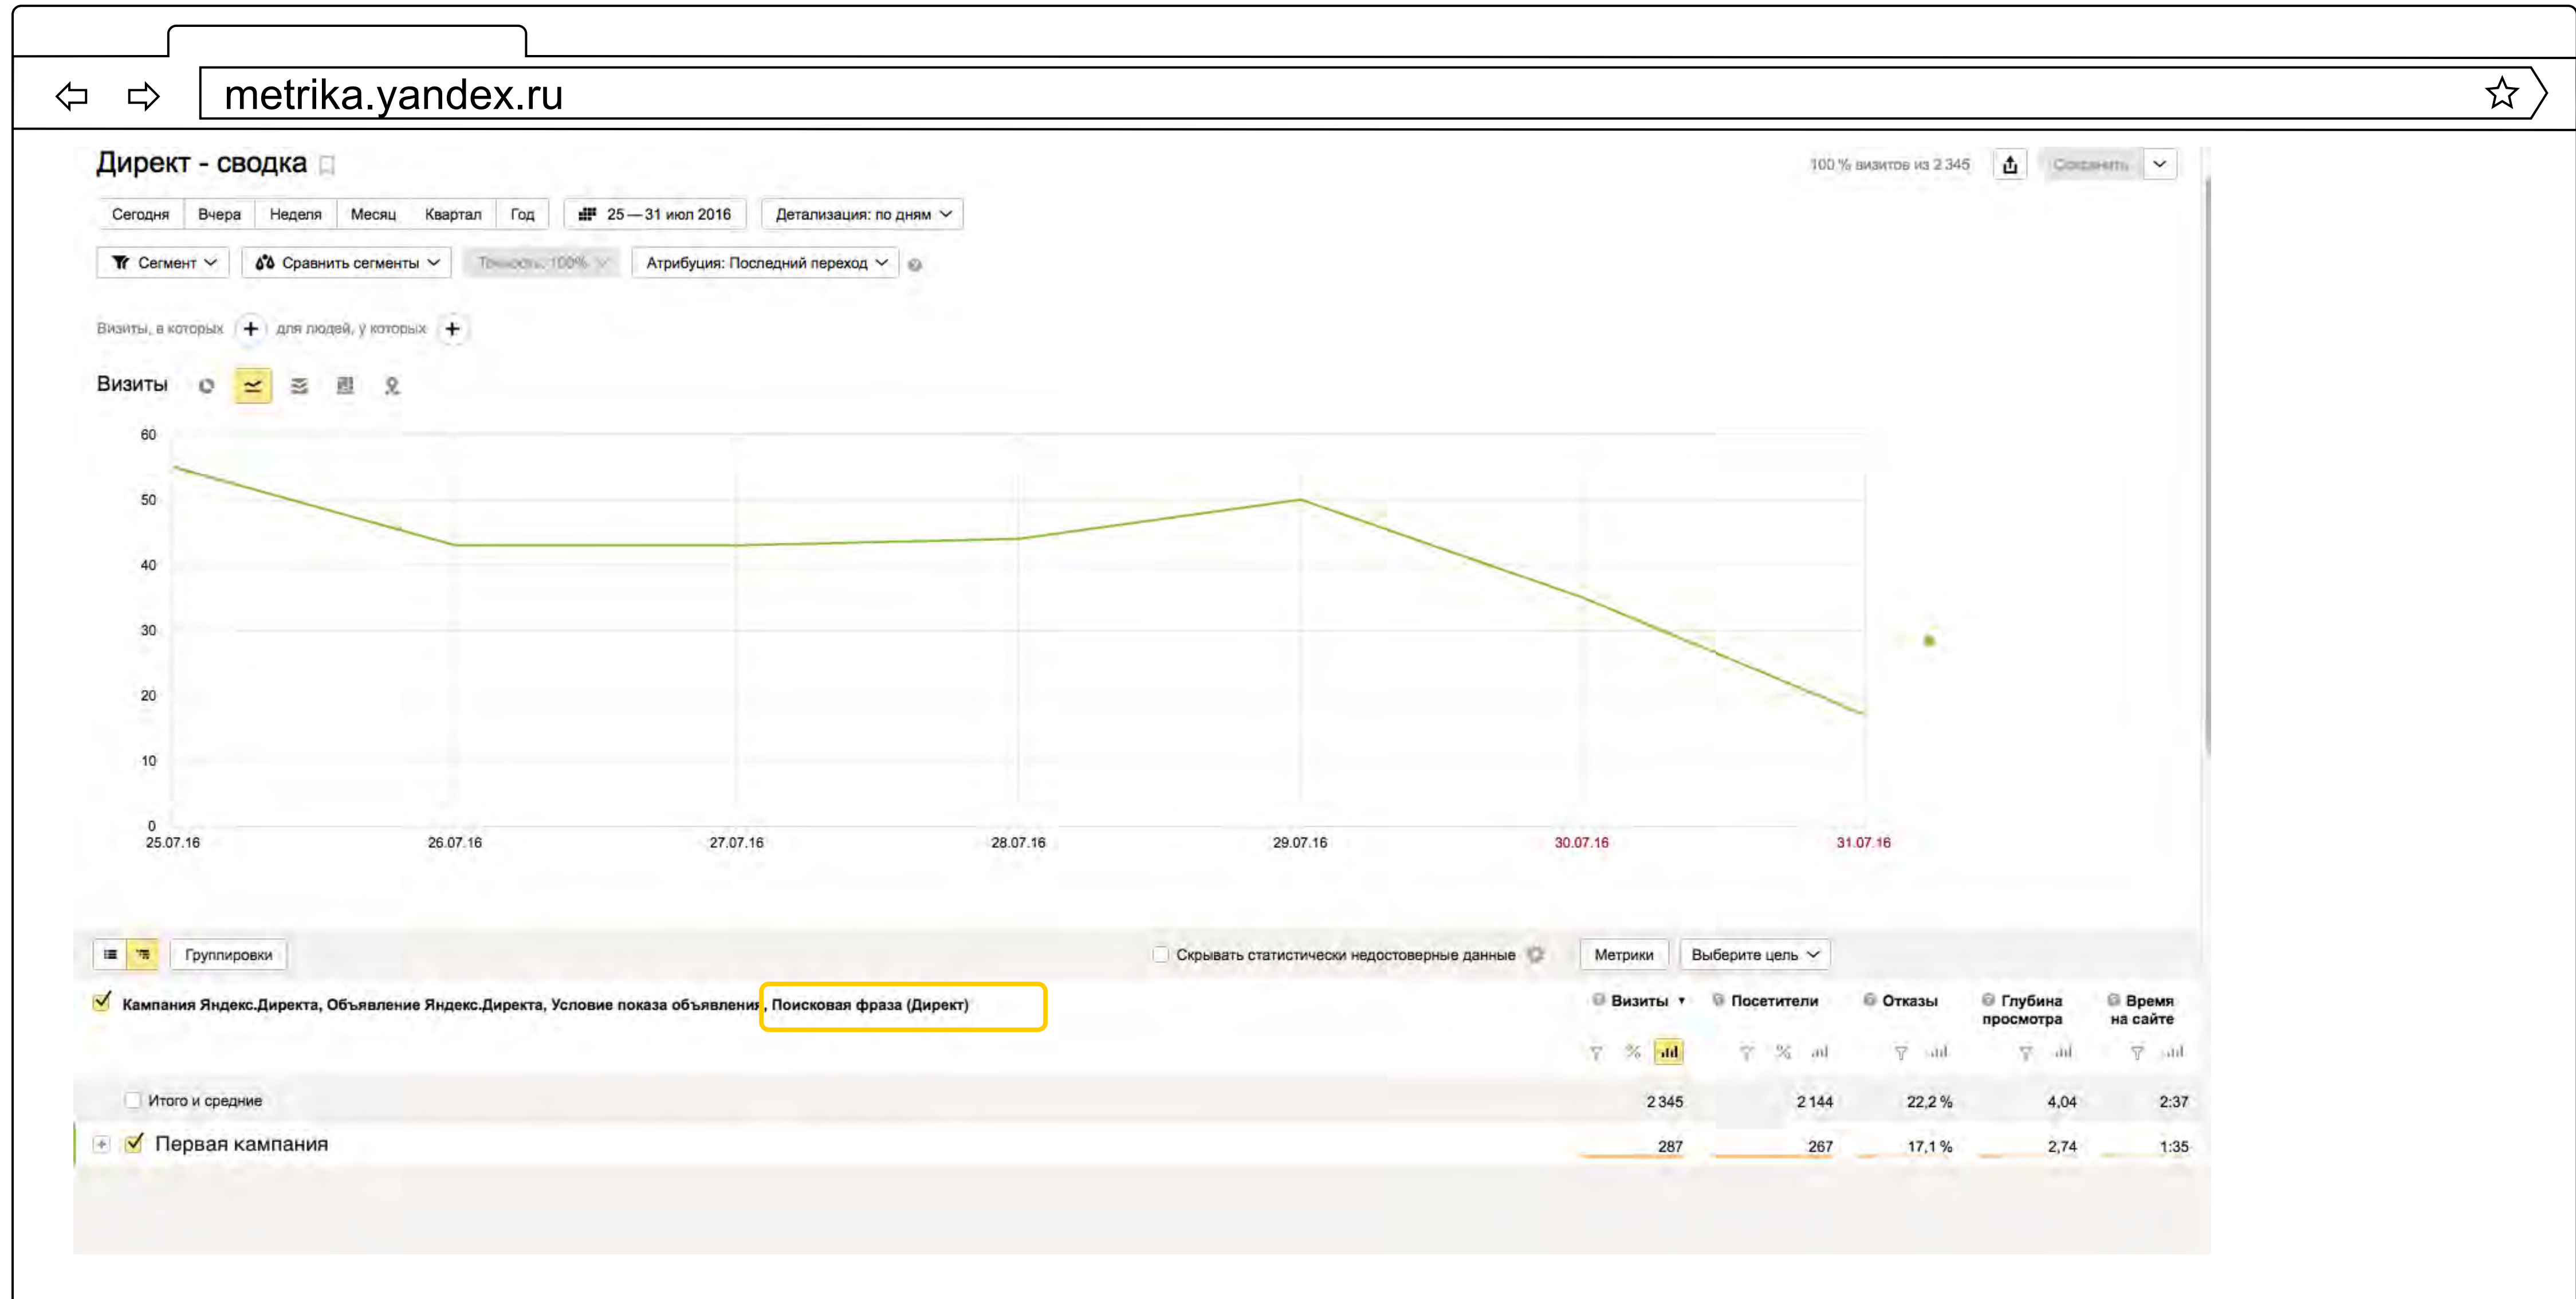 metrika.yandex.ru
Директ - сводка
100 % визитов из 2 345 Сохранить
Сегодня Вчера Неделя Месяц Квартал Год 25 — 31 июл 2016 Детализация: по дням
Сегмент Сравнить сегменты Точность: 100% Атрибуция: Последний переход
Визиты, в которых + для людей, у которых +
Визиты
60
50
40
30
20
10
0
25.07.16 26.07.16 27.07.16 28.07.16 29.07.16 30.07.16 31.07.16
Группировки Скрывать статистически недостоверные данные Метрики Выберите цель
Кампания Яндекс.Директа, Объявление Яндекс.Директа, Условие показа объявления, Поисковая фраза (Директ) Визиты Посетители Отказы Глубина Время
просмотра на сайте
% %
Итого и средние 2 345 2 144 22,2 % 4,04 2:37
Первая кампания 287 267 17,1 % 2,74 1:35